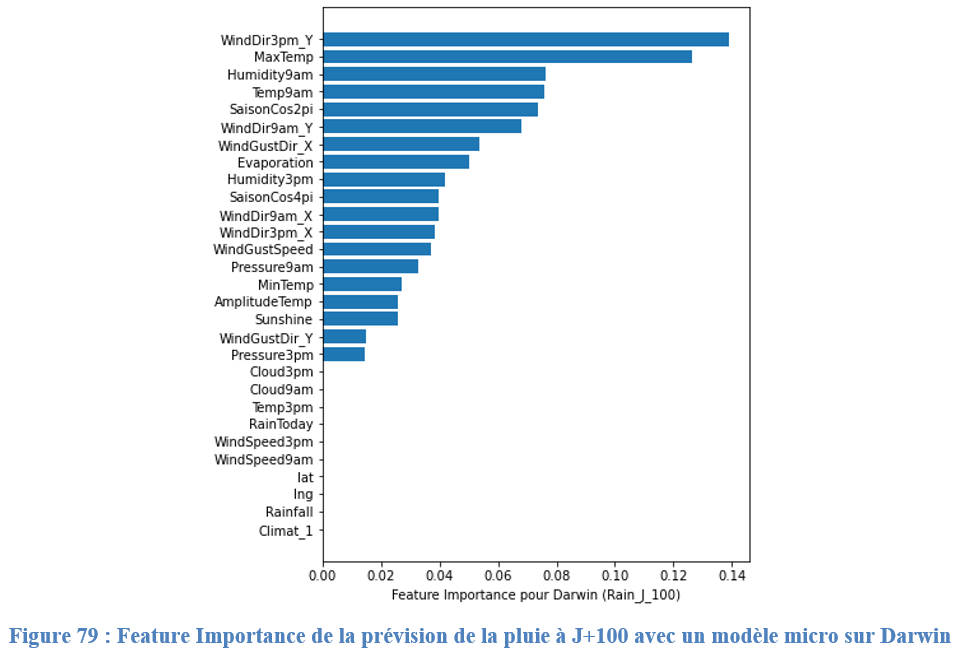 WindDir3pm_Y
MaxTemp
Humidity9am
Temp9am
SaisonCos2pi
WindDir9am_Y
WindGustDir_X
Evaporation
Humidity3pm
SaisonCos4pi
WindDir9am_X
WindDir3pm_X
WindGustSpeed
Pressure9am
MinTemp
AmplitudeTemp
Sunshine
WindGustDir_Y
Pressure3pm
Cloud3pm
Cloud9am
Temp3pm
RainToday
WindSpeed3pm
WindSpeed9am
lat
lng
Rainfall
Climat_1
0.00 0.02 0.04 0.06 0.08 0.10 0.12 0.14
Feature Importance pour Darwin (Rain_J_100)
Figure 79 : Feature Importance de la prévision de la pluie à J+100 avec un modèle micro sur Darwin